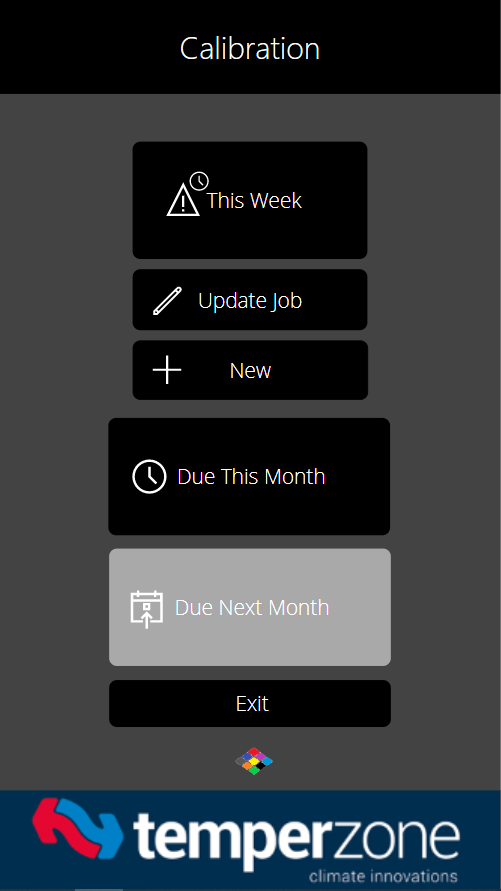 Calibration
This Week
Update Job
New
Due This Month
Due Next Month
Exit
temperzone
climate innovations